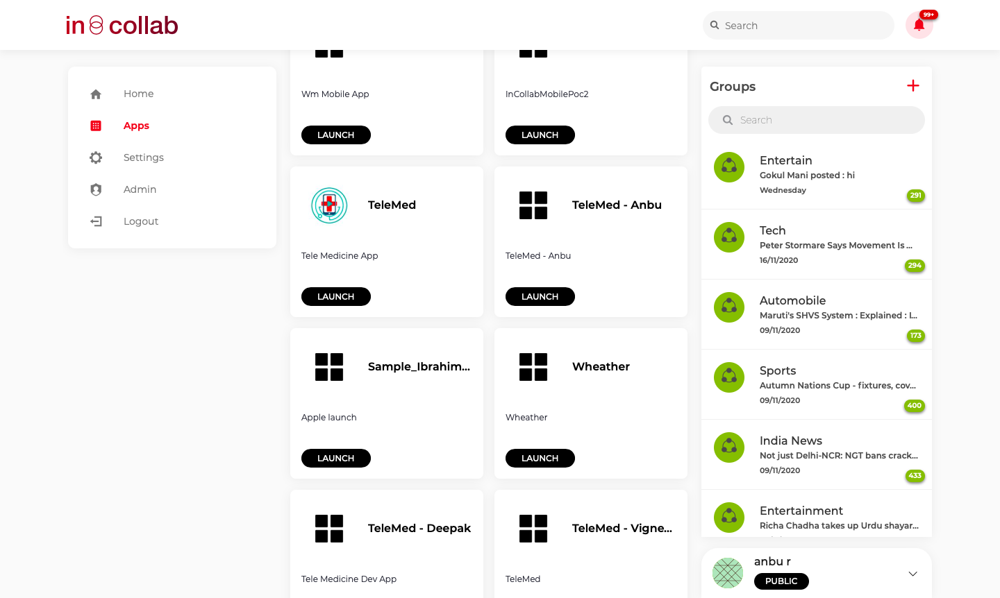 in collab
Search
99+
Home
Apps
Settings
Admin
Logout
Wm Mobile App
LAUNCH
InCollabMobilePoc2
LAUNCH
TeleMed
Tele Medicine App
LAUNCH
TeleMed - Anbu
TeleMed - Anbu
LAUNCH
Sample_Ibrahim...
Apple launch
LAUNCH
Wheather
Wheather
LAUNCH
TeleMed - Deepak
Tele Medicine Dev App
TeleMed - Vigne...
TeleMed
Groups
Search
Entertain
Gokul Mani posted : hi
Wednesday
291
Tech
Peter Stormare Says Movement Is ...
16/11/2020
294
Automobile
Maruti's SHVS System : Explained : I...
09/11/2020
173
Sports
Autumn Nations Cup - fixtures, cov...
09/11/2020
400
India News
Not just Delhi-NCR: NGT bans crack...
09/11/2020
433
Entertainment
Richa Chadha takes up Urdu shayar...
anbu r
PUBLIC